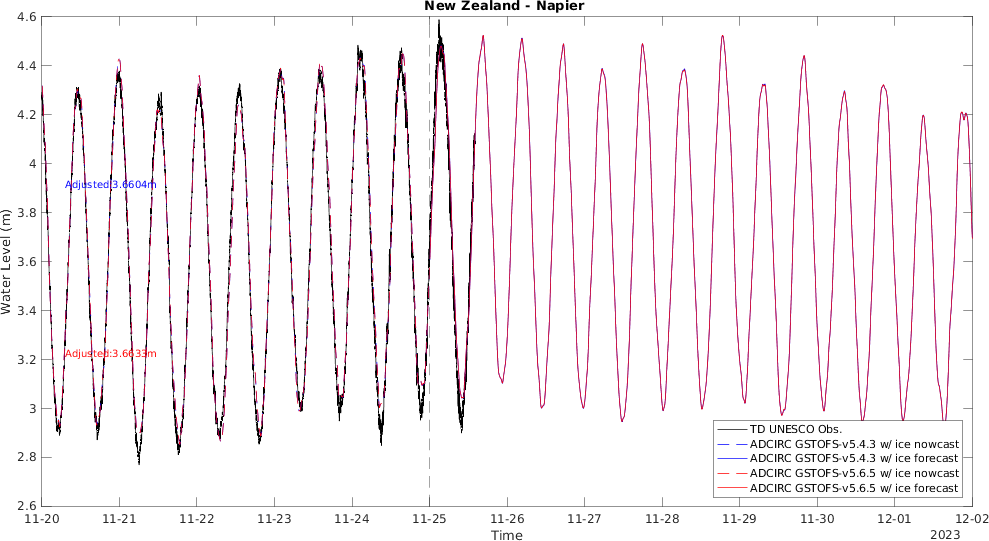 New Zealand - Napier
4.6
4.4
4.2
4
3.8
3.6
3.4
3.2
3
2.8
2.6
Water Level (m)
Adjusted:3.6604m
Adjusted:3.6633m
TD UNESCO Obs.
ADCIRC GSTOFS-v5.4.3 w/ ice nowcast
ADCIRC GSTOFS-v5.4.3 w/ ice forecast
ADCIRC GSTOFS-v5.6.5 w/ ice nowcast
ADCIRC GSTOFS-v5.6.5 w/ ice forecast
11-20 11-21 11-22 11-23 11-24 11-25 11-26 11-27 11-28 11-29 11-30 12-01 12-02
Time
2023